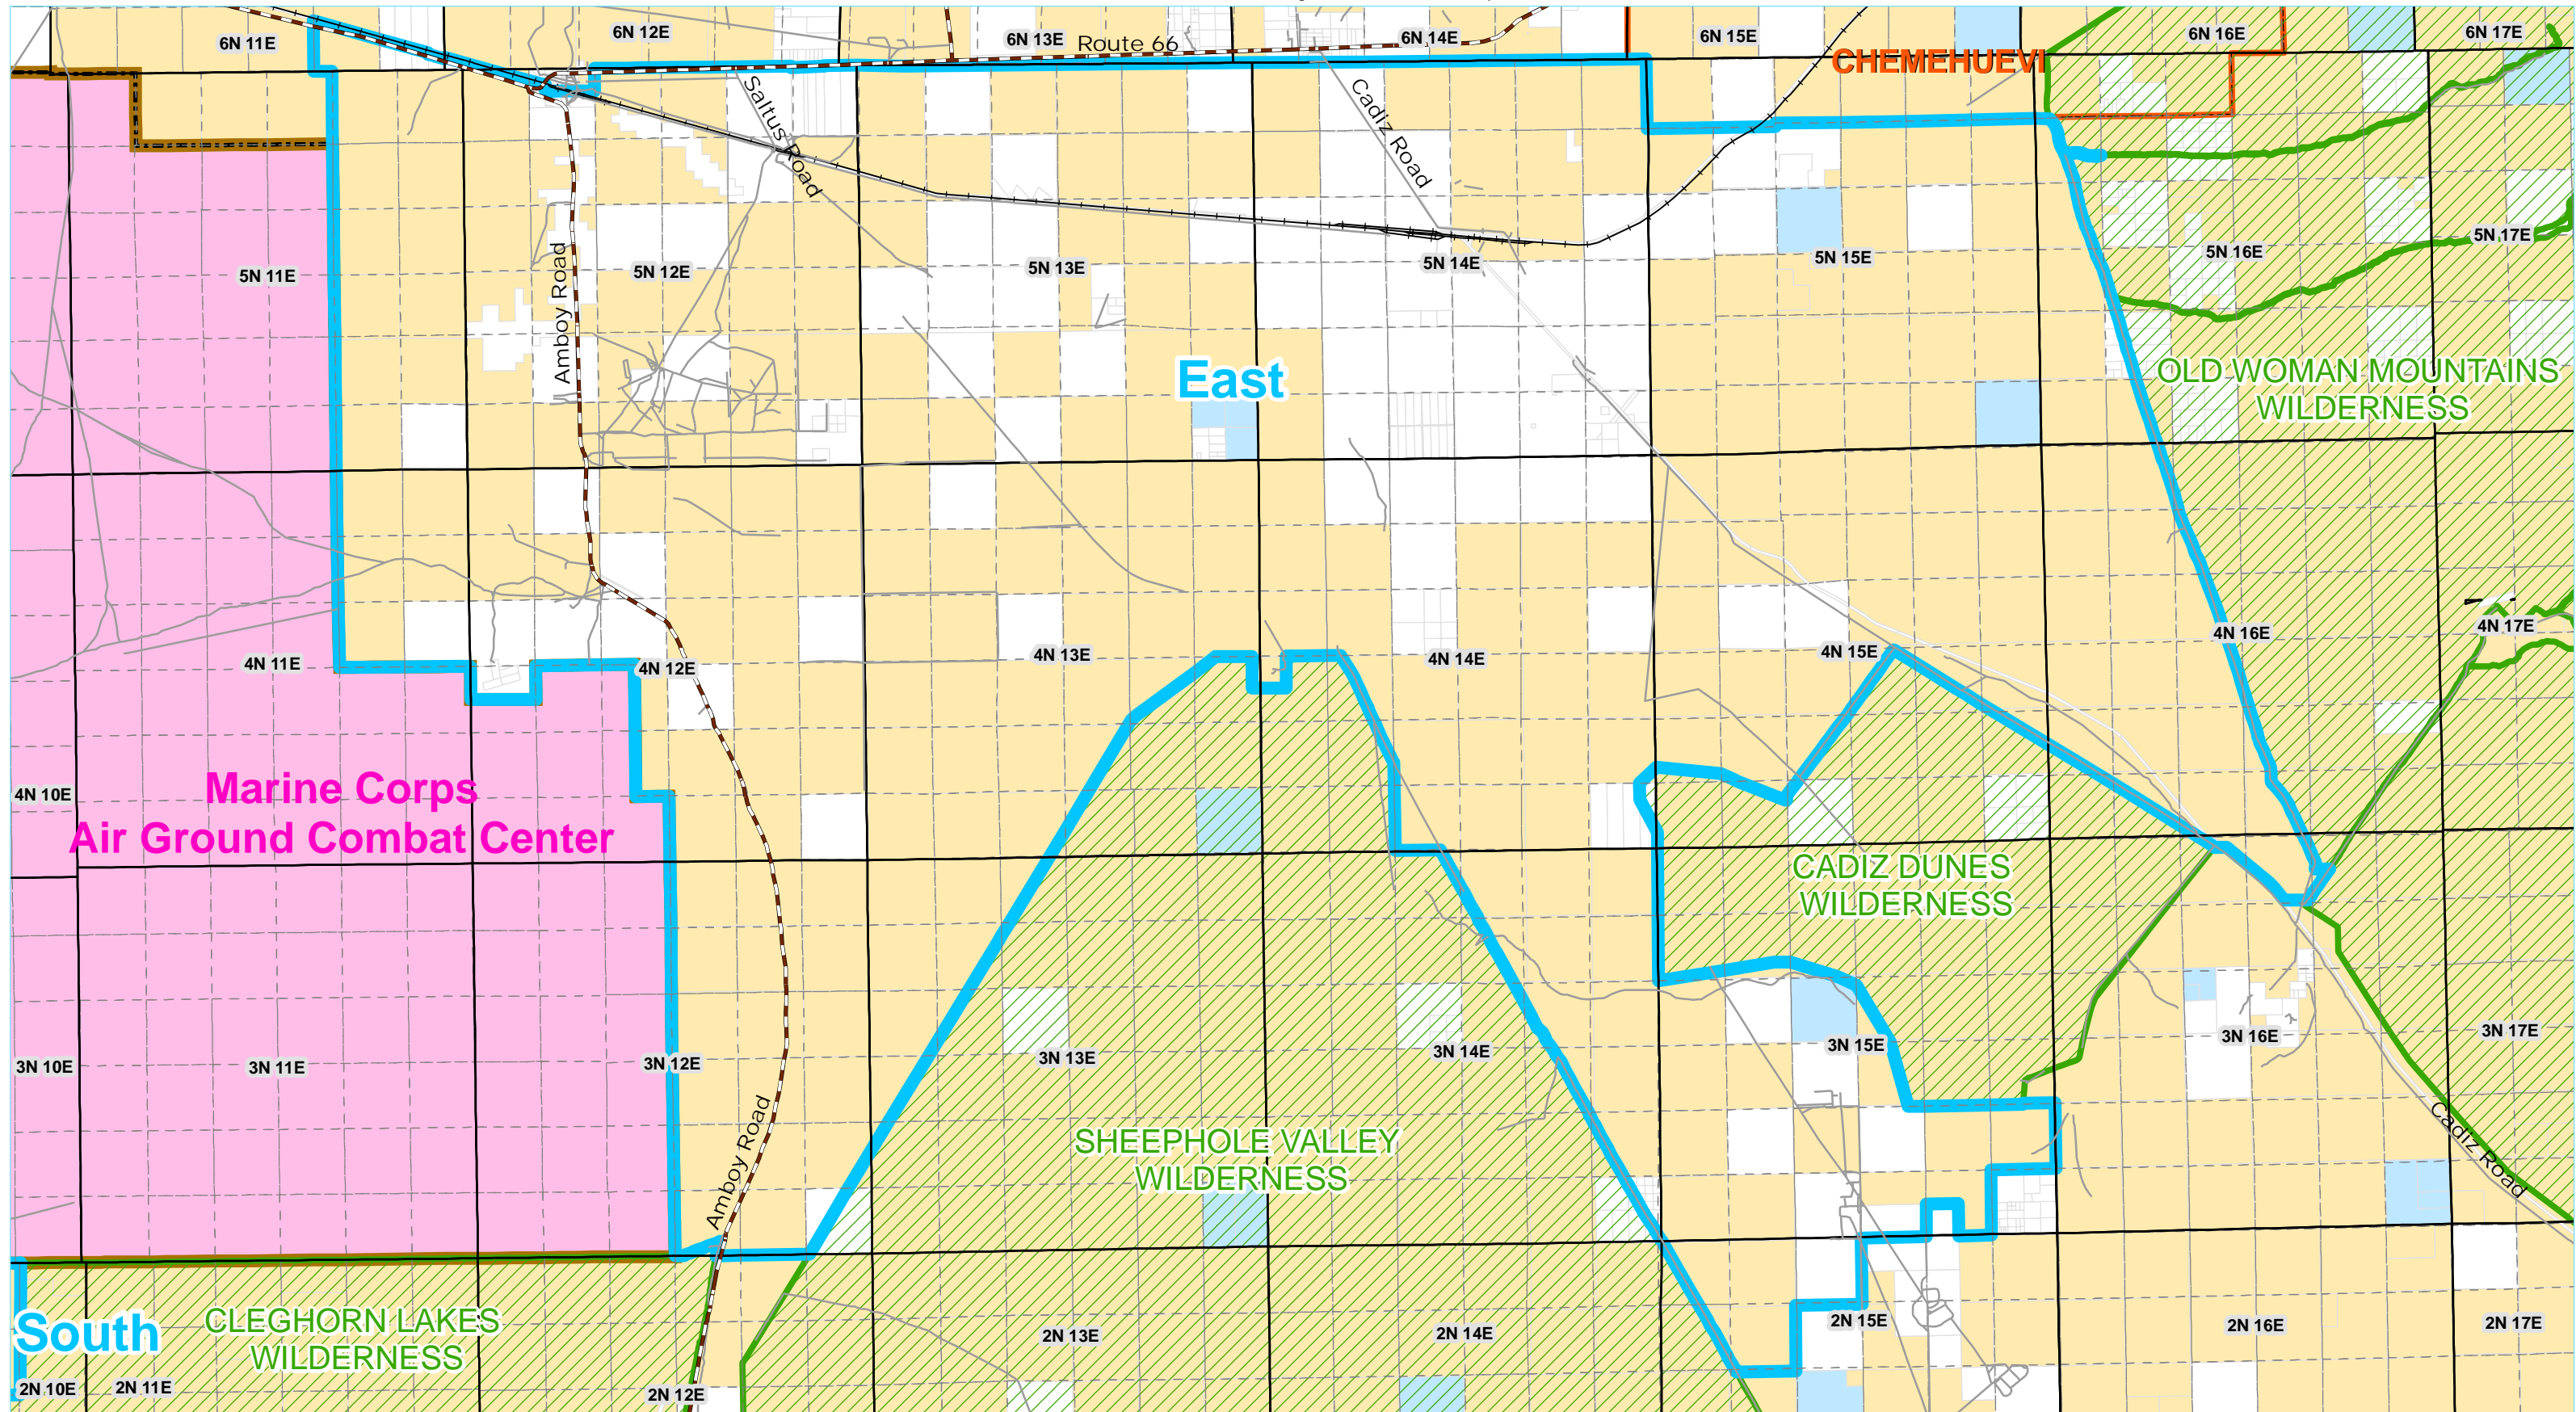 6N 11E
6N 12E
6N 13E
Route 66
6N 14E
6N 15E
6N 16E
6N 17E
CHEMEHUEVI
Saltus Road
Cadiz Road
Amboy Road
5N 11E
5N 12E
5N 13E
5N 14E
5N 15E
5N 16E
5N 17E
East
OLD WOMAN MOUNTAINS
WILDERNESS
4N 11E
4N 12E
4N 13E
4N 14E
4N 15E
4N 16E
4N 17E
4N 10E
Marine Corps
Air Ground Combat Center
CADIZ DUNES
WILDERNESS
3N 10E
3N 11E
3N 12E
3N 13E
3N 14E
3N 15E
3N 16E
3N 17E
Amboy Road
SHEEPHOLE VALLEY
WILDERNESS
Cadiz Road
South
CLEGHORN LAKES
WILDERNESS
2N 10E
2N 11E
2N 12E
2N 13E
2N 14E
2N 15E
2N 16E
2N 17E